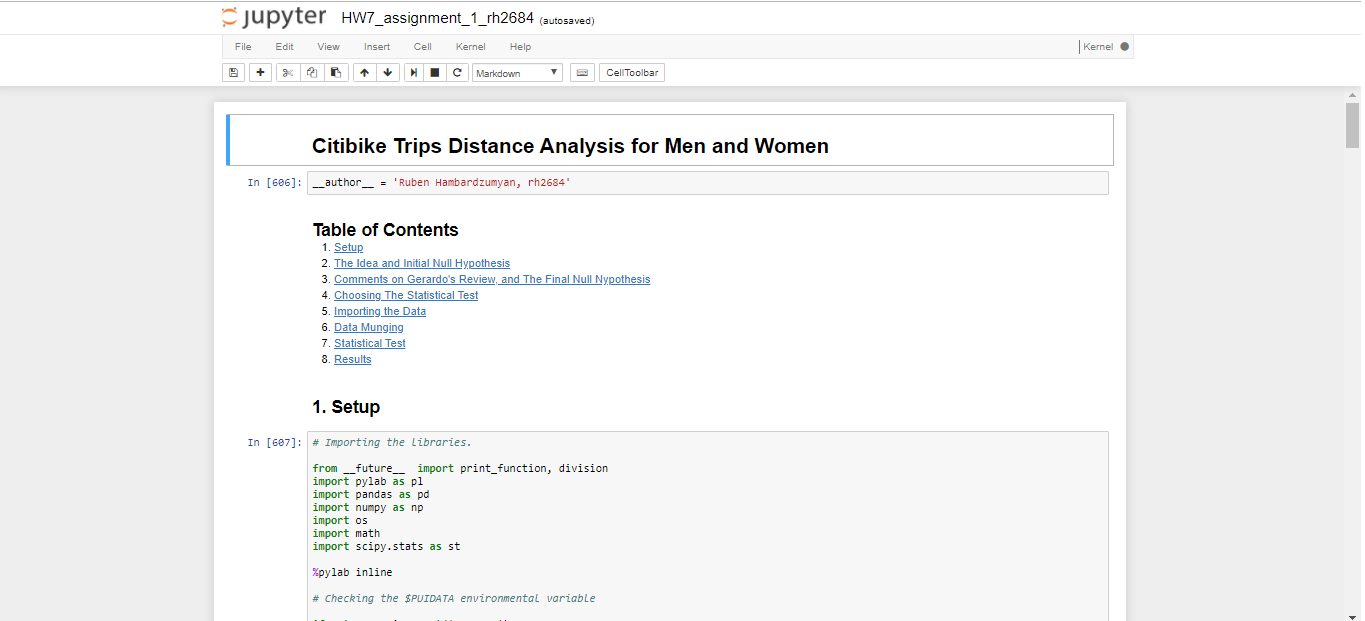 jupyter HW7_assignment_1_rh2684 (autosaved)
File Edit View Insert Cell Kernel Help Kernel
Markdown CellToolbar
Citibike Trips Distance Analysis for Men and Women
In [606]: __author__ = 'Ruben Hambardzumyan, rh2684'
Table of Contents
1. Setup
2. The Idea and Initial Null Hypothesis
3. Comments on Gerardo's Review, and The Final Null Nypothesis
4. Choosing The Statistical Test
5. Importing the Data
6. Data Munging
7. Statistical Test
8. Results
1. Setup
In [607]: # Importing the libraries.
from __future__  import print_function, division
import pylab as pl
import pandas as pd
import numpy as np
import os
import math
import scipy.stats as st
%pylab inline
# Checking the $PUIDATA environmental variable